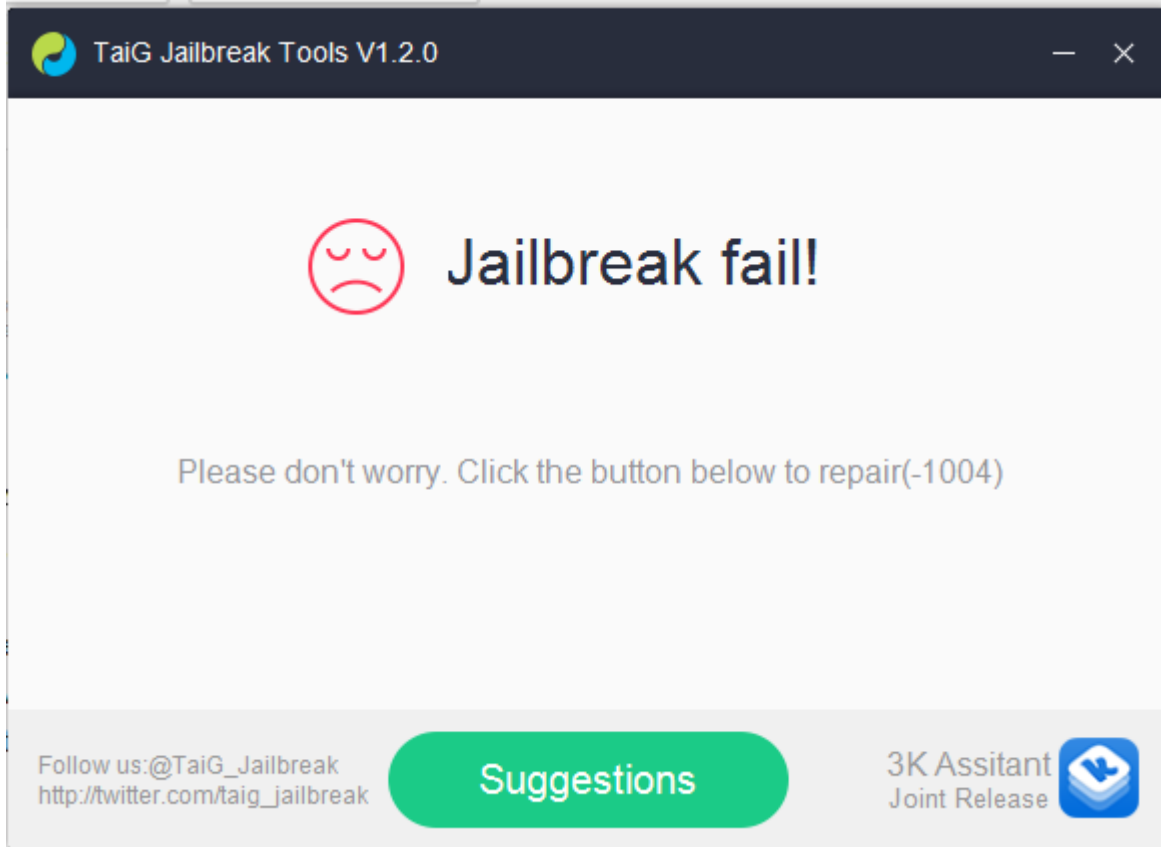 TaiG Jailbreak Tools V1.2.0
Jailbreak fail!
Please don't worry. Click the button below to repair(-1004)
Follow us:@TaiG_Jailbreak
http://twitter.com/taig_jailbreak
Suggestions
3K Assitant
Joint Release